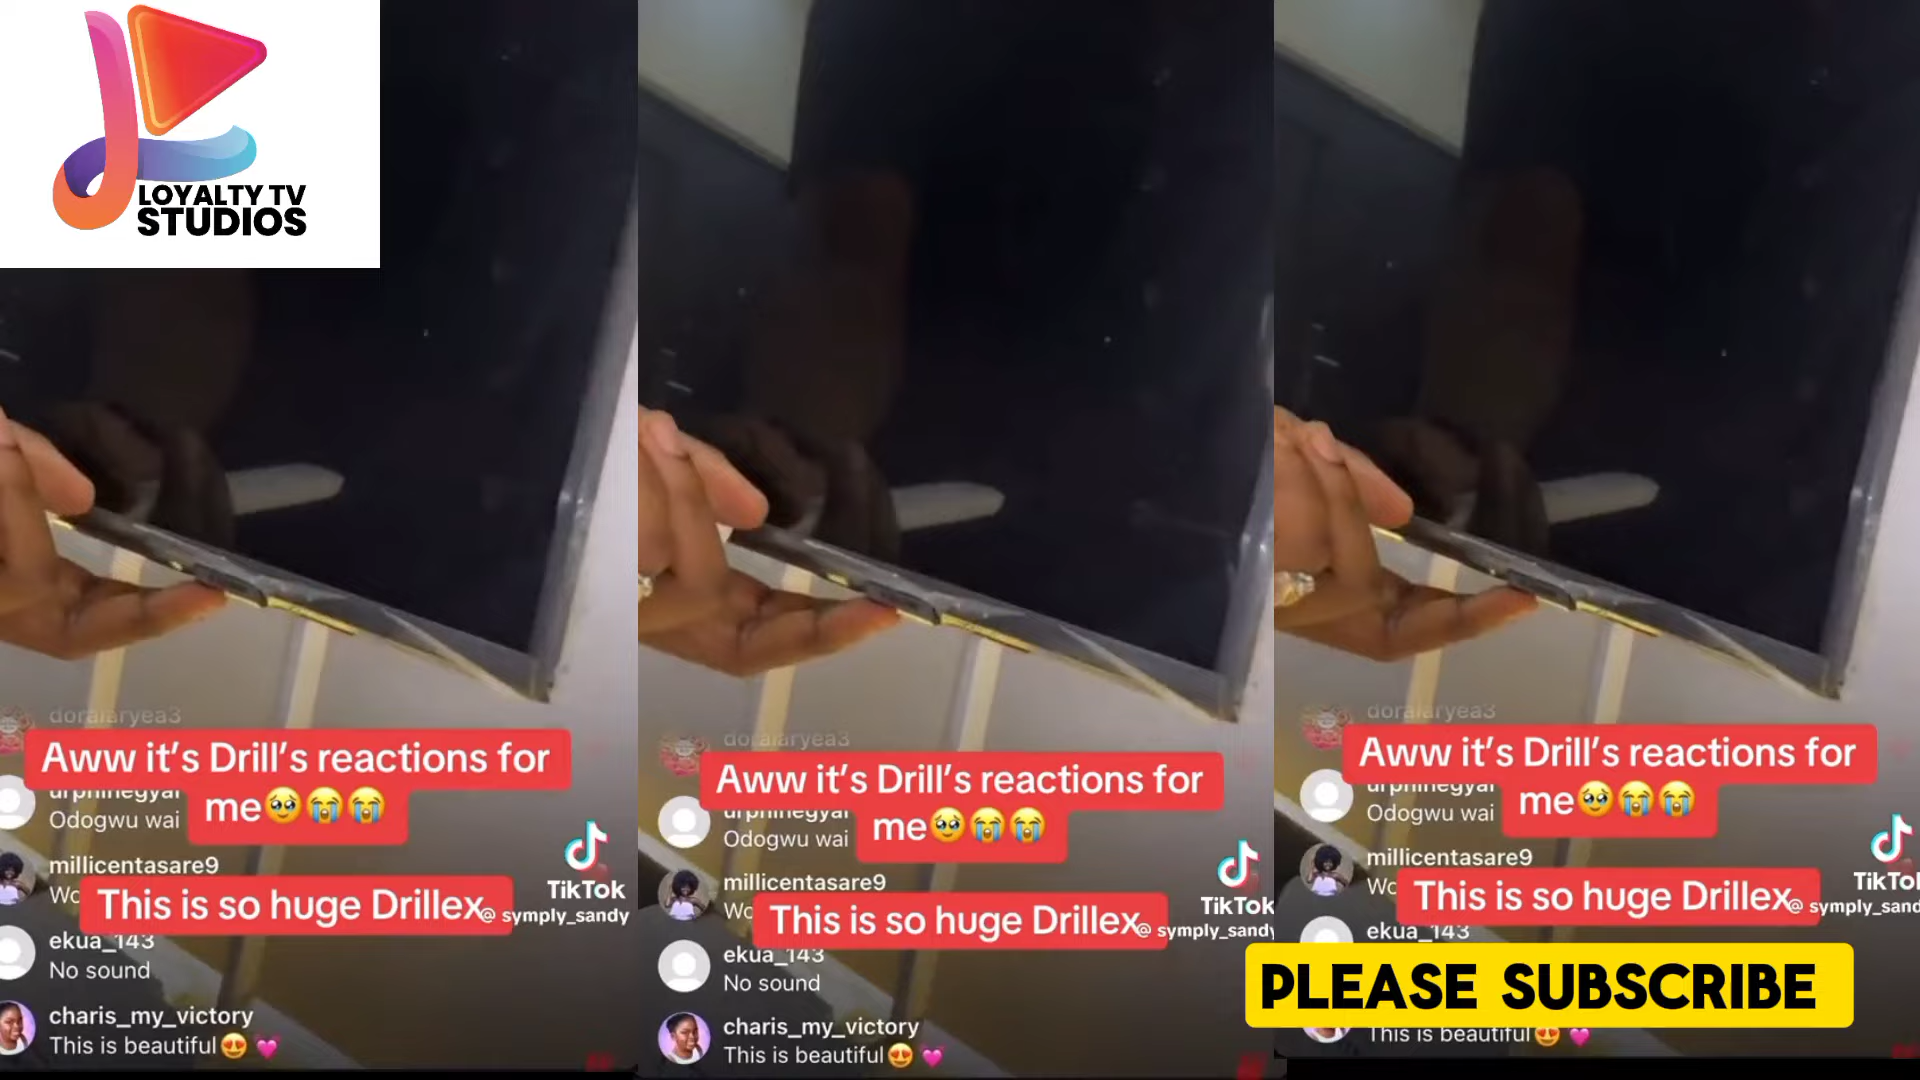 LOYALTY TV
STUDIOS
doralaryea3
Aww it's Drill's reactions for
me🥹😭😭
Odogwu wai
millicentasare9
This is so huge Drillex
TikTok
@ symply_sandy
ekua_143
No sound
charis_my_victory
This is beautiful😍💓
doralaryea3
Aww it's Drill's reactions for
me🥹😭😭
Odogwu wai
millicentasare9
This is so huge Drillex
TikTok
@ symply_sandy
ekua_143
No sound
charis_my_victory
This is beautiful😍💓
doralaryea3
Aww it's Drill's reactions for
me🥹😭😭
Odogwu wai
millicentasare9
This is so huge Drillex
ekua_143
PLEASE SUBSCRIBE
This is beautiful😍💓